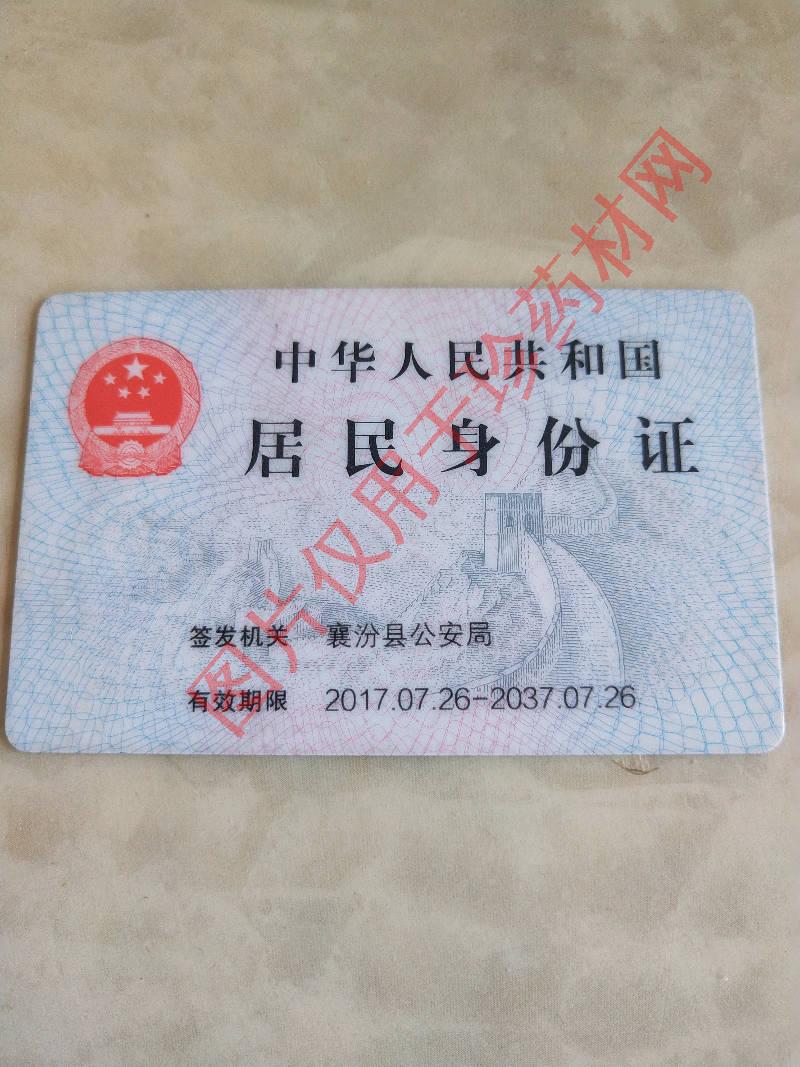 中华人民共和国
居民身份证
签发机关 襄汾县公安局
有效期限 2017.07.26-2037.07.26
图片仅用于珍药材网